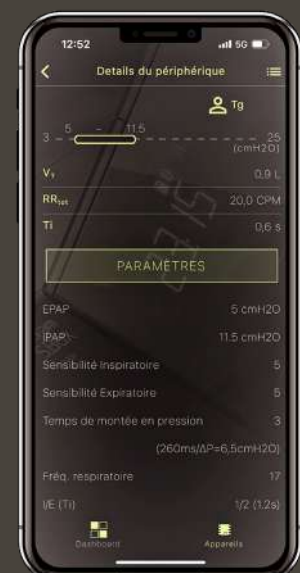 12:52 5G
Details du périphérique
Tg
5 - 11.5
3 25
(cmH2O)
VT 0,9 L
RRtot 20,0 CPM
Ti 0,6 s
PARAMÈTRES
EPAP 5 cmH2O
IPAP 11.5 cmH2O
Sensibilité Inspiratoire 5
Sensibilité Expiratoire 5
Temps de montée en pression 3
(260ms/ΔP=6,5cmH2O)
Fréq. respiratoire 17
I/E (Ti) 1/2 (1.2s)
Dashboard Appareils